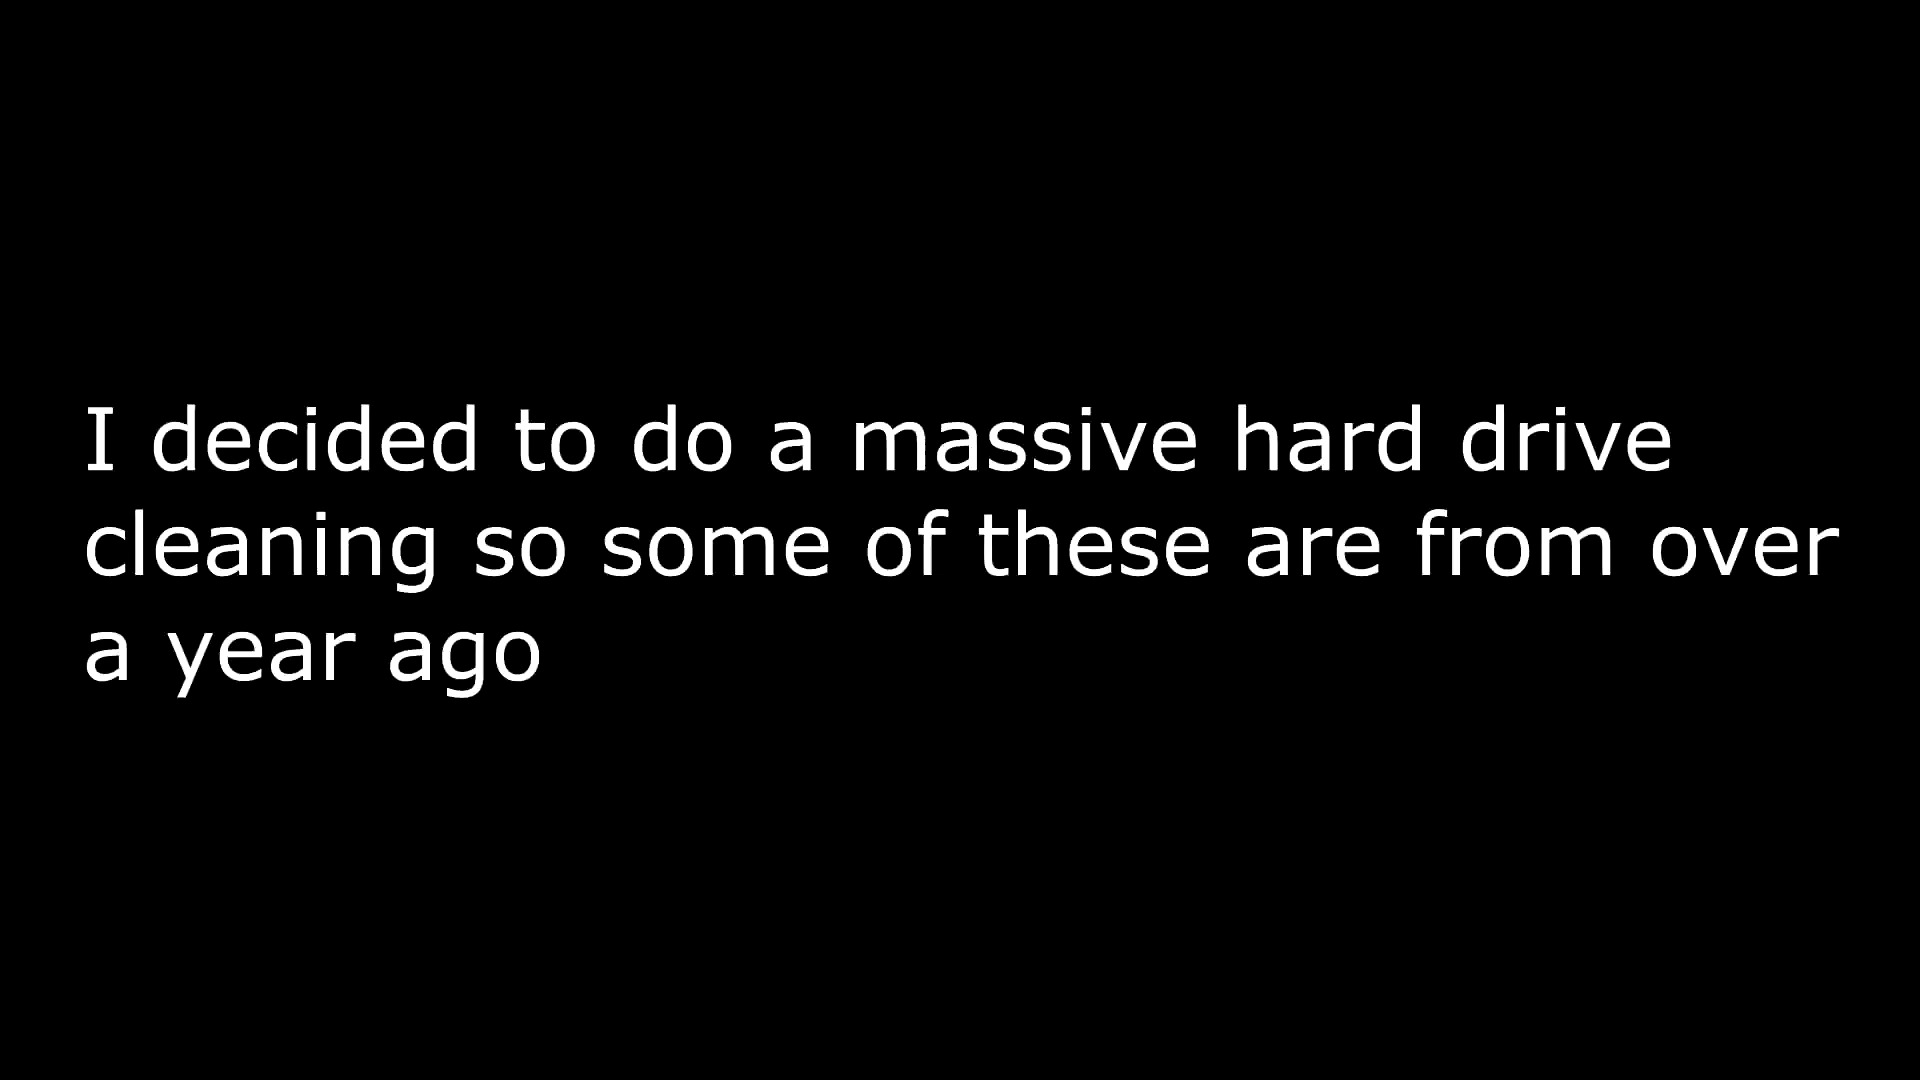 I decided to do a massive hard drive
cleaning so some of these are from over
a year ago